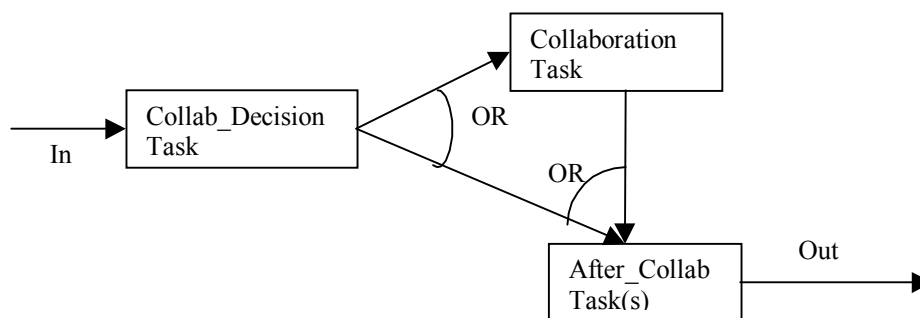 Collaboration
Task
Collab_Decision
Task
OR
In
OR
Out
After_Collab
Task(s)